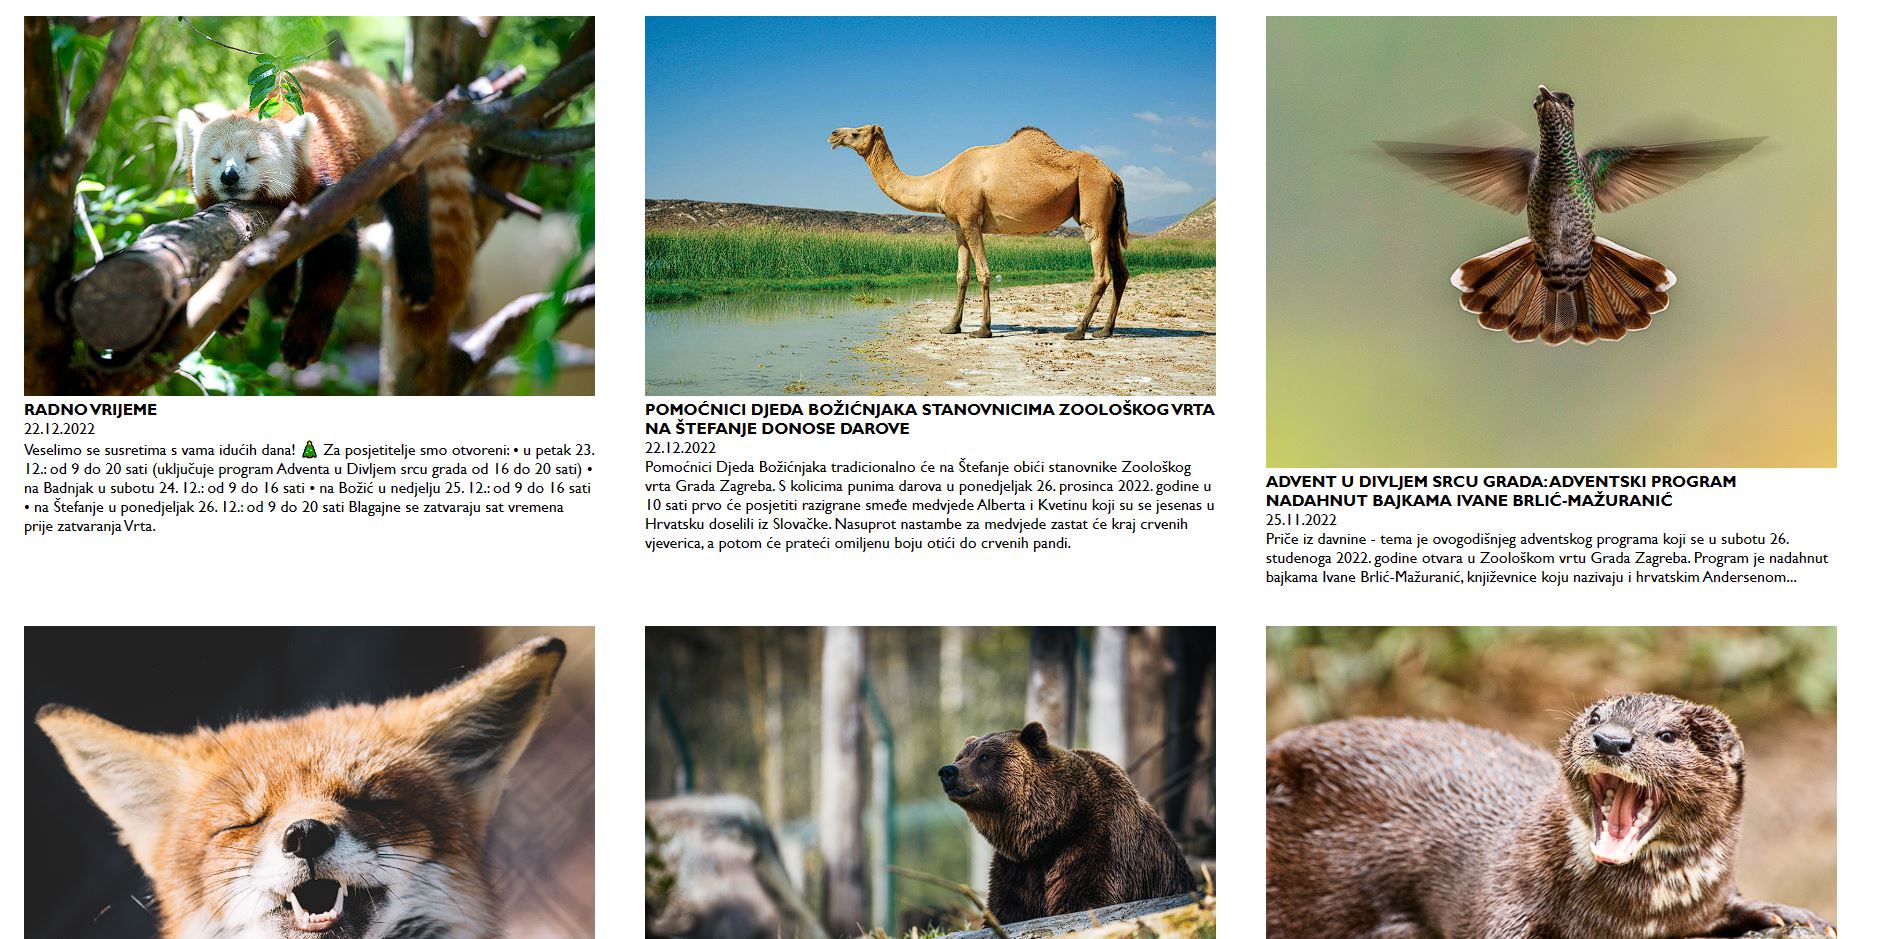 RADNO VRIJEME
22.12.2022
Veselimo se susretima s vama idućih dana! 🎄 Za posjetitelje smo otvoreni: • u petak 23.
12.: od 9 do 20 sati (uključuje program Adventa u Divljem srcu grada od 16 do 20 sati) •
na Badnjak u subotu 24. 12.: od 9 do 16 sati • na Božić u nedjelju 25. 12.: od 9 do 16 sati
• na Štefanje u ponedjeljak 26. 12.: od 9 do 20 sati Blagajne se zatvaraju sat vremena
prije zatvaranja Vrta.
POMOĆNICI DJEDA BOŽIĆNJAKA STANOVNICIMA ZOOLOŠKOG VRTA
NA ŠTEFANJE DONOSE DAROVE
22.12.2022
Pomoćnici Djeda Božićnjaka tradicionalno će na Štefanje obići stanovnike Zoološkog
vrta Grada Zagreba. S kolicima punima darova u ponedjeljak 26. prosinca 2022. godine u
10 sati prvo će posjetiti razigrane smeđe medvjede Alberta i Kvetinu koji su se jesenas u
Hrvatsku doselili iz Slovačke. Nasuprot nastambe za medvjede zastat će kraj crvenih
vjeverica, a potom će prateći omiljenu boju otići do crvenih pandi.
ADVENT U DIVLJEM SRCU GRADA: ADVENTSKI PROGRAM
NADAHNUT BAJKAMA IVANE BRLIĆ-MAŽURANIĆ
25.11.2022
Priče iz davnine - tema je ovogodišnjeg adventskog programa koji se u subotu 26.
studenoga 2022. godine otvara u Zoološkom vrtu Grada Zagreba. Program je nadahnut
bajkama Ivane Brlić-Mažuranić, književnice koju nazivaju i hrvatskim Andersenom...